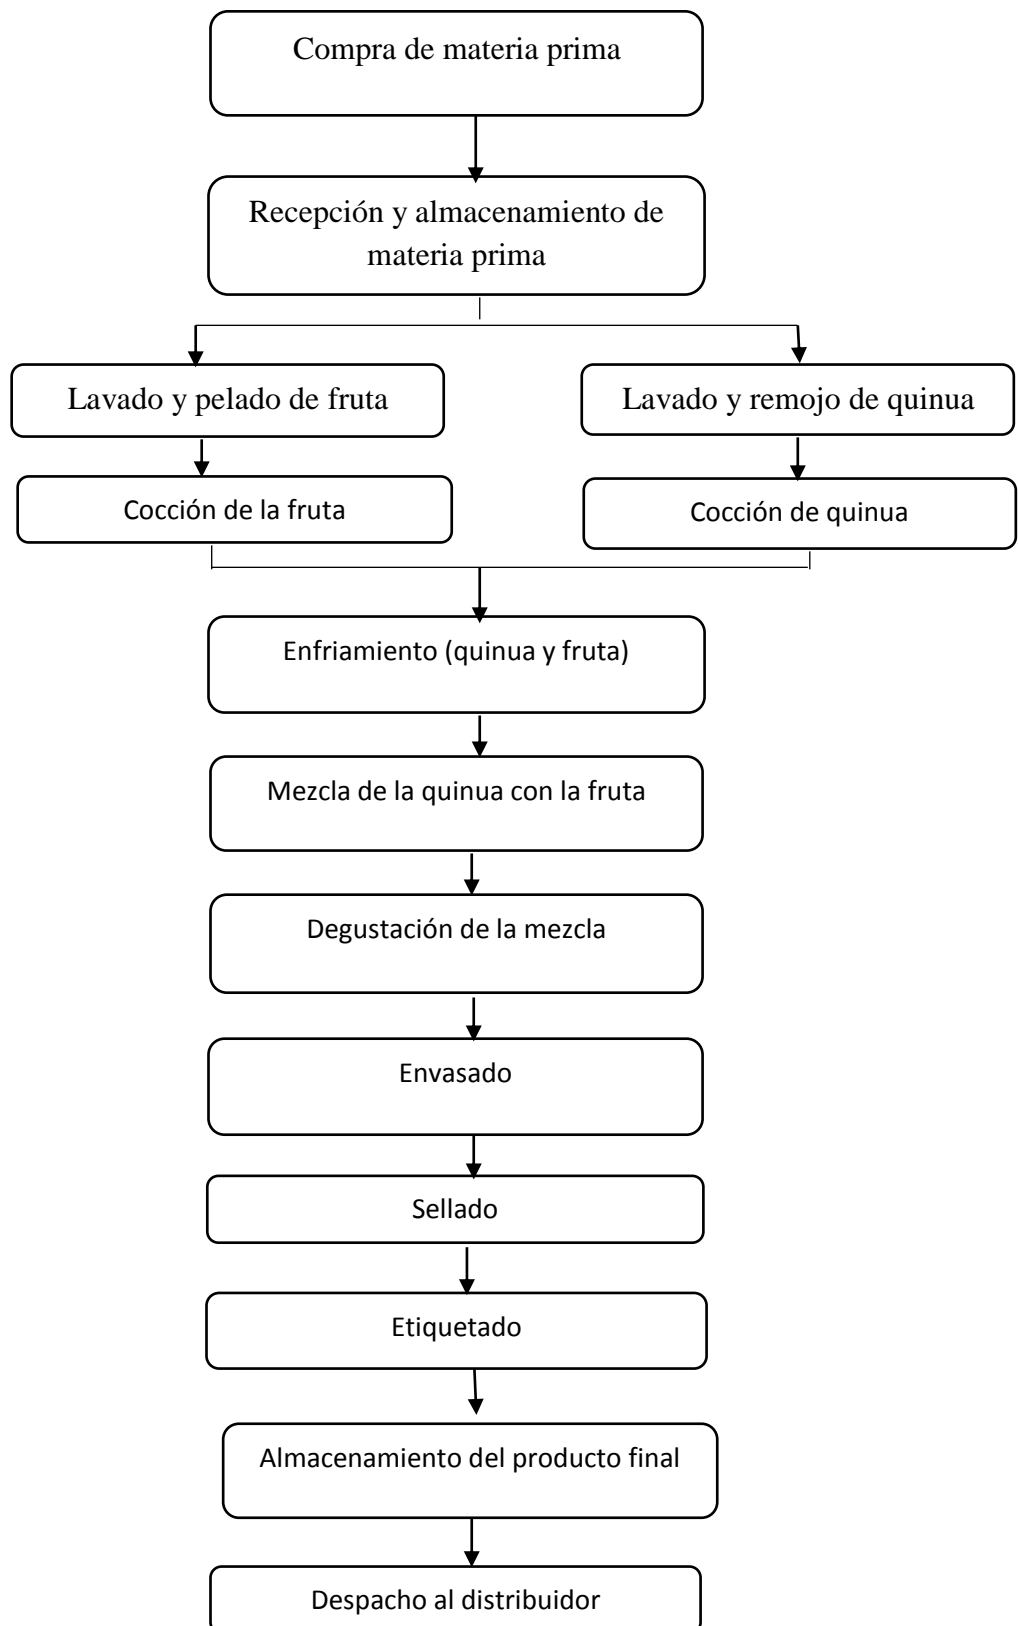 Compra de materia prima
Recepción y almacenamiento de
materia prima
Lavado y pelado de fruta
Lavado y remojo de quinua
Cocción de la fruta
Cocción de quinua
Enfriamiento (quinua y fruta)
Mezcla de la quinua con la fruta
Degustación de la mezcla
Envasado
Sellado
Etiquetado
Almacenamiento del producto final
Despacho al distribuidor